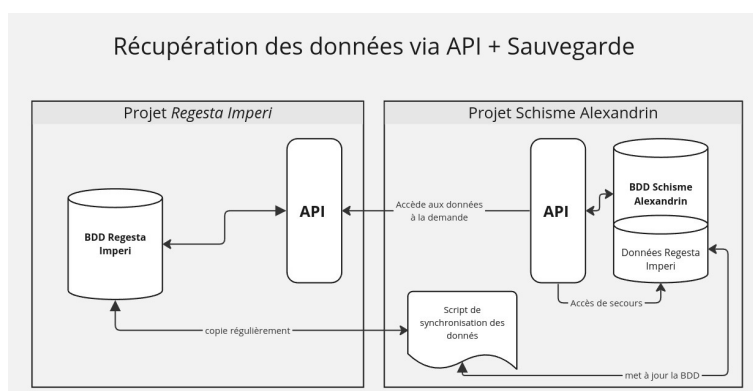 Récupération des données via API + Sauvegarde
Projet Regesta Imperi
Projet Schisme Alexandrin
BDD Regesta
Imperi
API
Accède aux données
à la demande
API
BDD Schisme
Alexandrin
Données Regesta
Imperi
Accès de secours
Script de
synchronisation des
donnés
copie régulièrement
met à jour la BDD